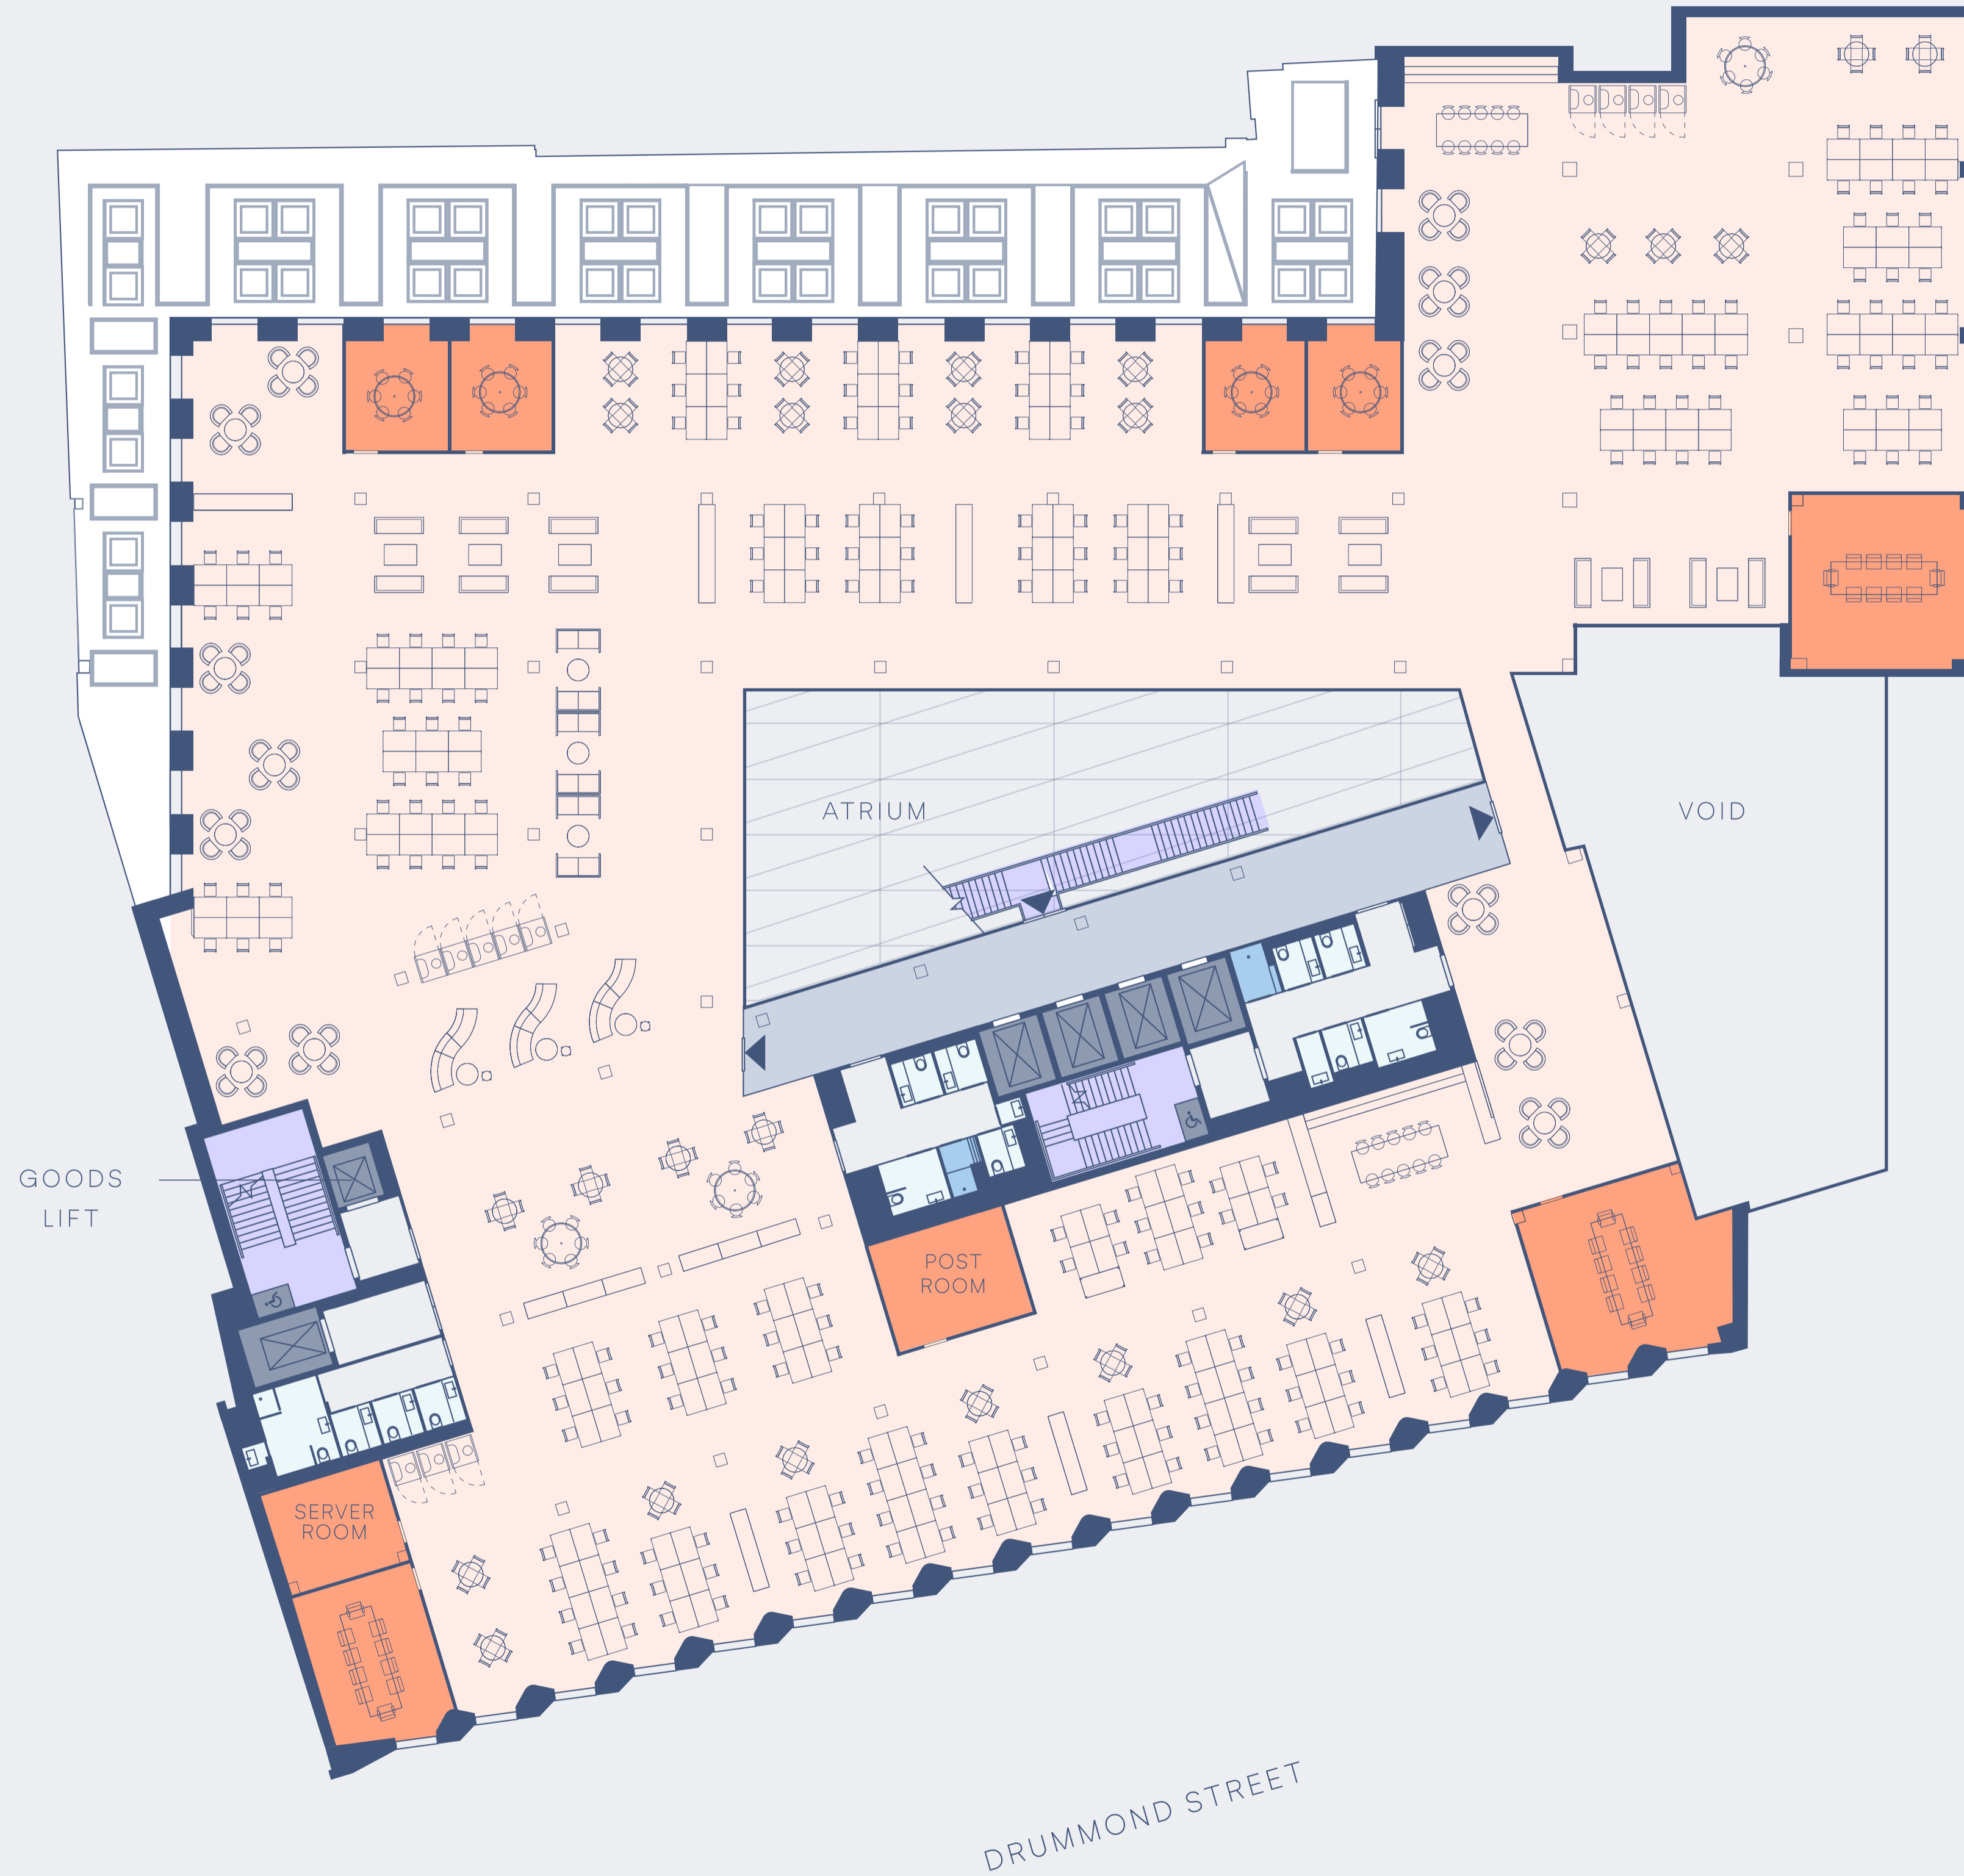 ATRIUM
VOID
GOODS
LIFT
POST
ROOM
SERVER
ROOM
DRUMMOND STREET